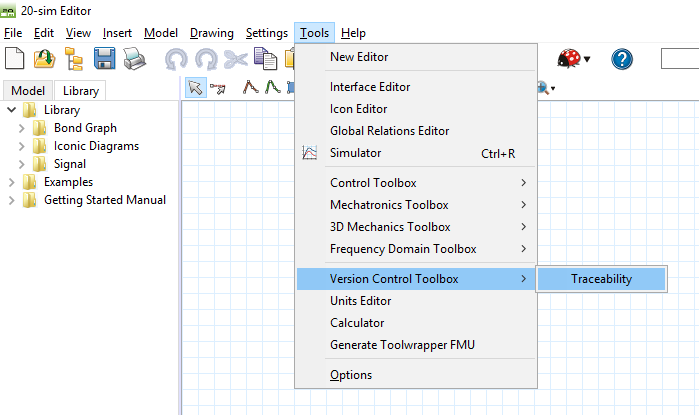 20-sim Editor
File Edit View Insert Model Drawing Settings Tools Help
New Editor
Interface Editor
Icon Editor
Global Relations Editor
Simulator Ctrl+R
Control Toolbox
Mechatronics Toolbox
3D Mechanics Toolbox
Frequency Domain Toolbox
Version Control Toolbox
Traceability
Units Editor
Calculator
Generate Toolwrapper FMU
Options
Model Library
Library
Bond Graph
Iconic Diagrams
Signal
Examples
Getting Started Manual